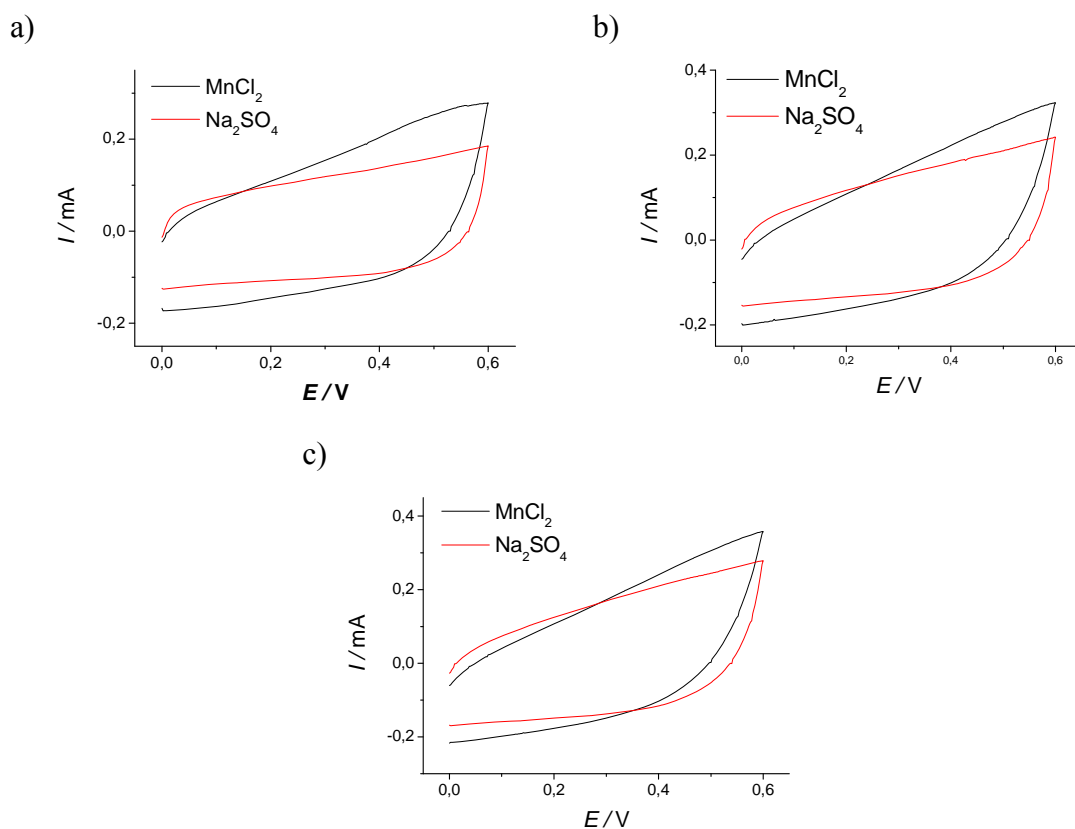 a)
MnCl₂
Na₂SO₄
0,2
0,0
-0,2
I / mA
0,0 0,2 0,4 0,6
E / V
b)
0,4
MnCl₂
Na₂SO₄
0,2
0,0
-0,2
I / mA
0,0 0,2 0,4 0,6
E / V
c)
0,4
MnCl₂
Na₂SO₄
0,2
0,0
-0,2
I / mA
0,0 0,2 0,4 0,6
E / V